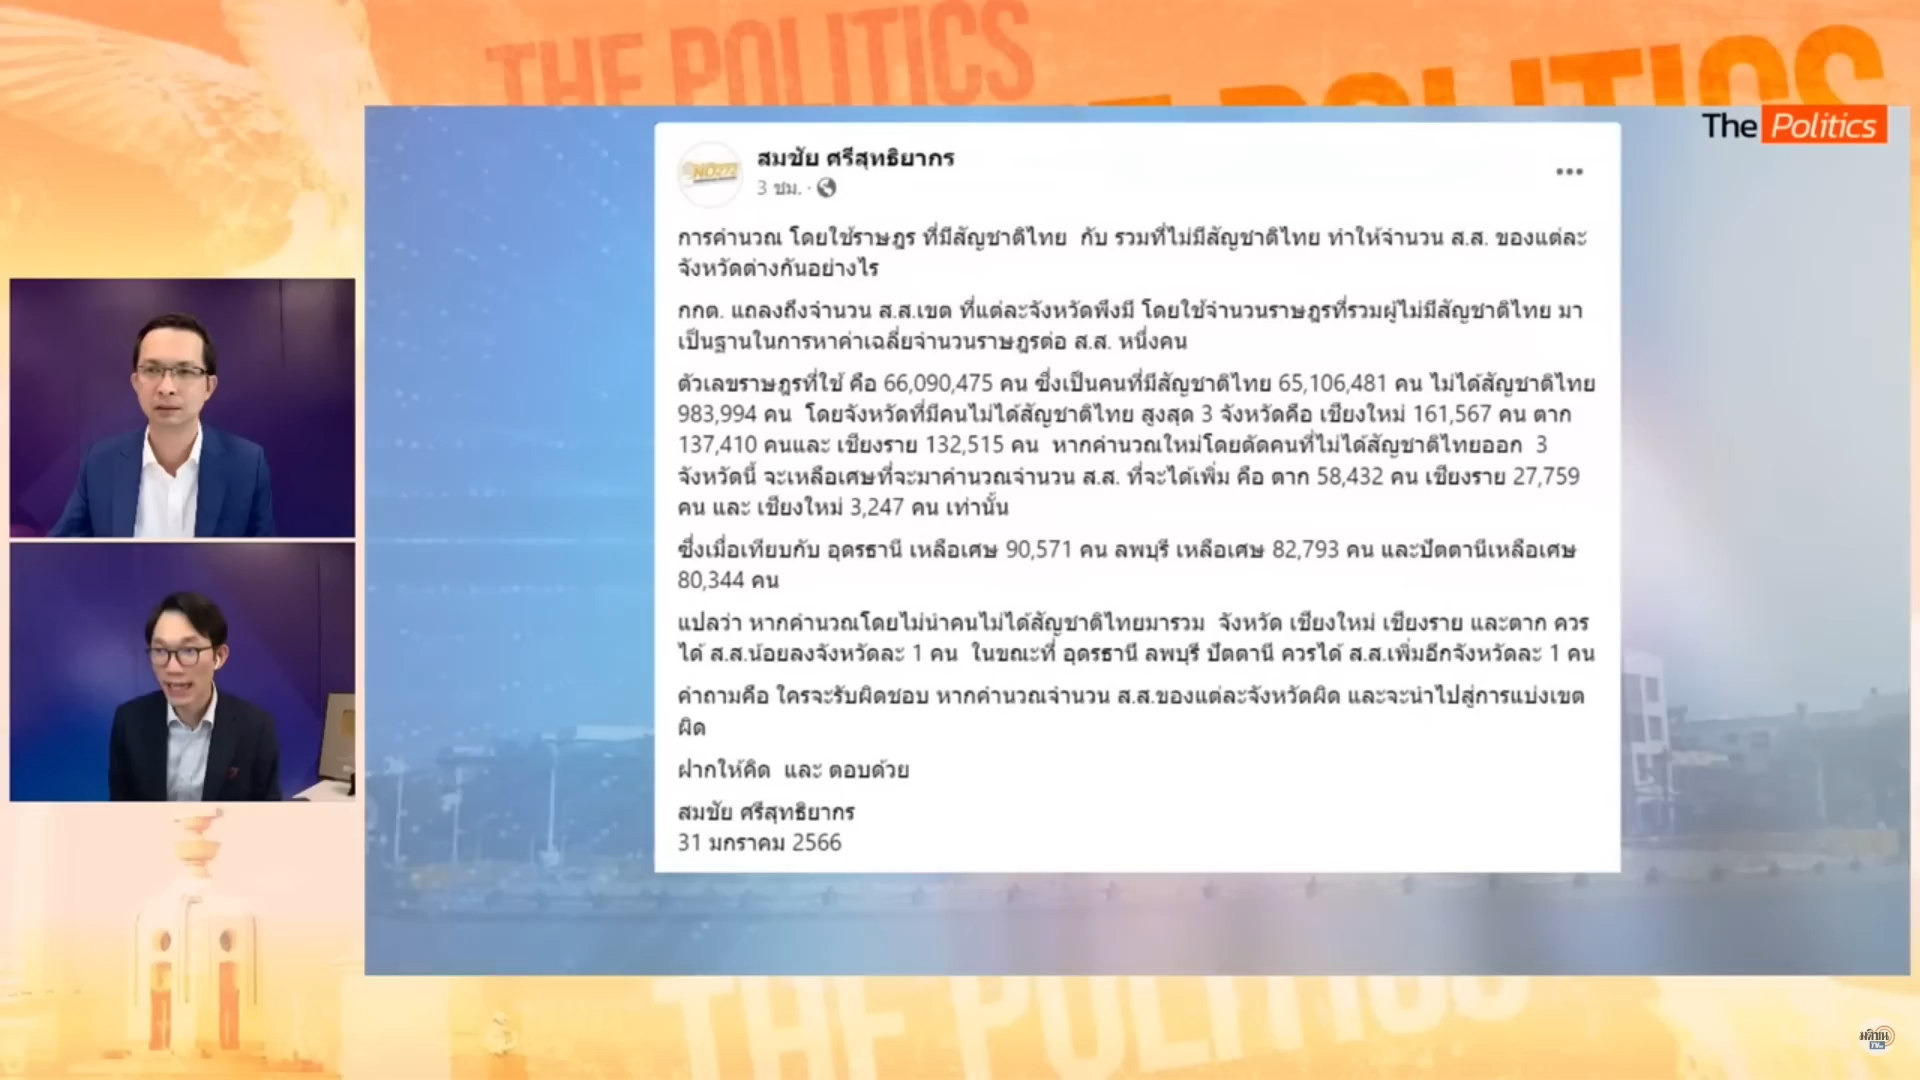 THE POLITICS
THE POLITICS
The Politics
สมชัย ศรีสุทธิยากร
3 ชม. ·
การคำนวณ โดยใช้ราษฎร ที่มีสัญชาติไทย กับ รวมที่ไม่มีสัญชาติไทย ทำให้จำนวน ส.ส. ของแต่ละ
จังหวัดต่างกันอย่างไร
กกต. แถลงถึงจำนวน ส.ส.เขต ที่แต่ละจังหวัดพึงมี โดยใช้จำนวนราษฎรที่รวมผู้ไม่มีสัญชาติไทย มา
เป็นฐานในการหาค่าเฉลี่ยจำนวนราษฎรต่อ ส.ส. หนึ่งคน
ตัวเลขราษฎรที่ใช้ คือ 66,090,475 คน ซึ่งเป็นคนที่มีสัญชาติไทย 65,106,481 คน ไม่ได้สัญชาติไทย
983,994 คน โดยจังหวัดที่มีคนไม่ได้สัญชาติไทย สูงสุด 3 จังหวัดคือ เชียงใหม่ 161,567 คน ตาก
137,410 คนและ เชียงราย 132,515 คน หากคำนวณใหม่โดยตัดคนที่ไม่ได้สัญชาติไทยออก 3
จังหวัดนี้ จะเหลือเศษที่จะมาคำนวณจำนวน ส.ส. ที่จะได้เพิ่ม คือ ตาก 58,432 คน เชียงราย 27,759
คน และ เชียงใหม่ 3,247 คน เท่านั้น
ซึ่งเมื่อเทียบกับ อุดรธานี เหลือเศษ 90,571 คน ลพบุรี เหลือเศษ 82,793 คน และปัตตานีเหลือเศษ
80,344 คน
แปลว่า หากคำนวณโดยไม่นำคนไม่ได้สัญชาติไทยมารวม จังหวัด เชียงใหม่ เชียงราย และตาก ควร
ได้ ส.ส.น้อยลงจังหวัดละ 1 คน ในขณะที่ อุดรธานี ลพบุรี ปัตตานี ควรได้ ส.ส.เพิ่มอีกจังหวัดละ 1 คน
คำถามคือ ใครจะรับผิดชอบ หากคำนวณจำนวน ส.ส.ของแต่ละจังหวัดผิด และจะนำไปสู่การแบ่งเขต
ผิด
ฝากให้คิด และ ตอบด้วย
สมชัย ศรีสุทธิยากร
31 มกราคม 2566
THE POLITICS
มติชน